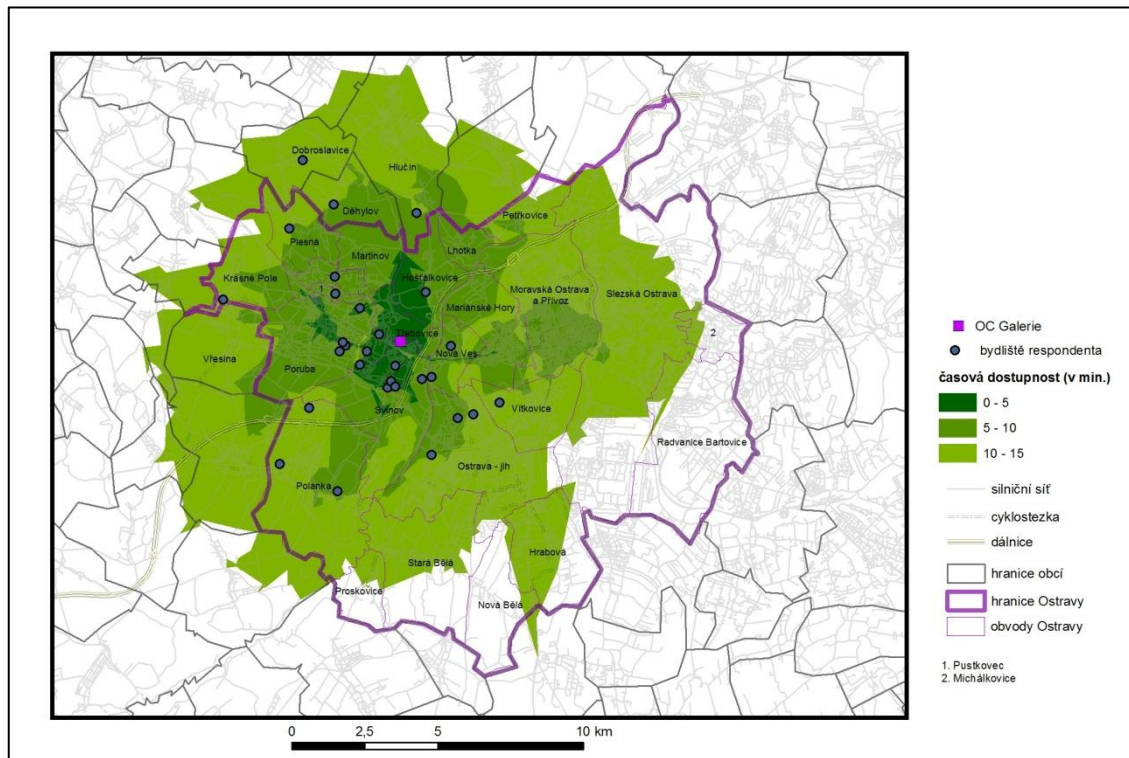 Dobroslavice
Hlučín
Děhylov
Petřkovice
Plesná
Lhotka
Martinov
Krásné Pole
1
Hošťálkovice
Moravská Ostrava
a Přívoz
Slezská Ostrava
Mariánské Hory
2
Třebovice
Vřesina
Nová Ves
Poruba
Svinov
Vítkovice
Radvanice Bartovice
Ostrava - jih
Polanka
Stará Bělá
Hrabová
Proskovice
Nová Bělá
0 2,5 5 10 km
OC Galerie
bydliště respondenta
časová dostupnost (v min.)
0 - 5
5 - 10
10 - 15
silniční síť
cyklostezka
dálnice
hranice obcí
hranice Ostravy
obvody Ostravy
1. Pustkovec
2. Michálkovice